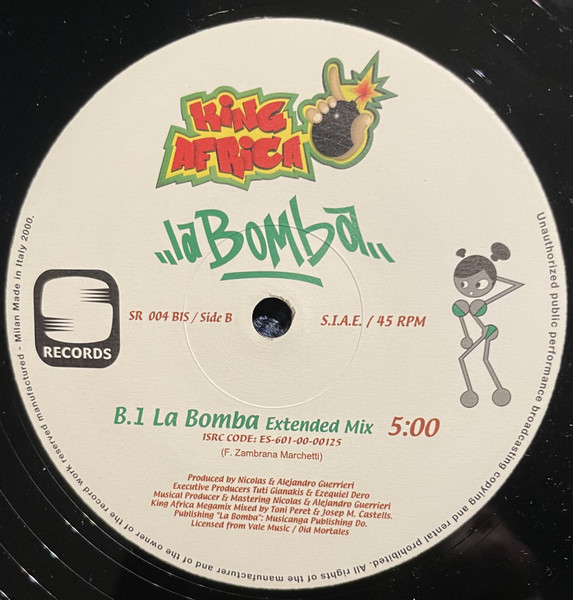 KING
AFRICA
"la BOMBA"
SR 004 BIS / Side B
S.I.A.E. / 45 RPM
S
RECORDS
B.1 La Bomba Extended Mix 5:00
ISRC CODE: ES-601-00-00125
(F. Zambrana Marchetti)
Produced by Nicolas & Alejandro Guerrieri
Executive Producers Tuti Gianakis & Ezequiel Dero
Musical Producer & Mastering Nicolas & Alejandro Guerrieri
King Africa Megamix Mixed by Toni Peret & Josep M. Castells.
Publishing "La Bomba": Musicanga Publishing Do.
Licensed from Vale Music / Oid Mortales
Unauthorized public performance broadcasting copying and rental prohibited. All rights of the manufacturer and of the owner of the record work reserved manufactured - Milan Made in Italy 2000.